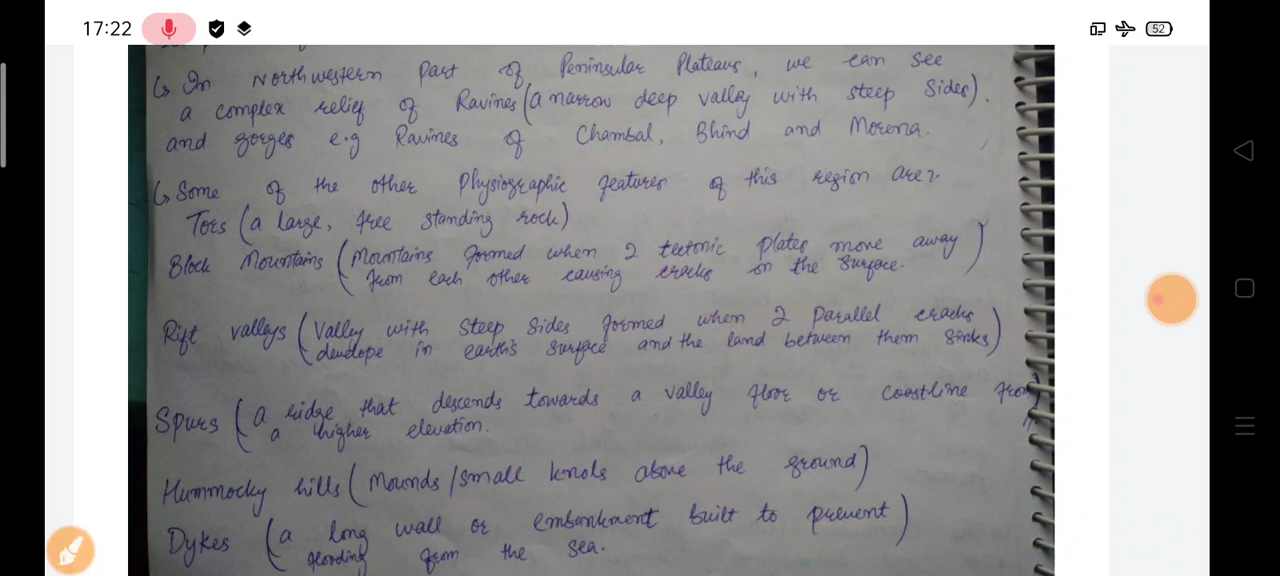 17:22
52
↳ In Northwestern Part of Peninsular Plateaus, we can see
a complex relief of Ravines (a narrow deep valley with steep sides).
and gorges e.g Ravines of Chambal, Bhind and Morena.
↳ Some of the other Physiographic features of this region are:
Tors (a large, free standing rock)
Block Mountains (Mountains formed when 2 tectonic plates move away
from each other causing cracks on the surface.)
Rift valleys (Valley with Steep Sides formed when 2 Parallel cracks
develope in earth's surface and the land between them Sinks)
Spurs (a ridge that descends towards a valley floor or coastline from
a higher elevation.
Hummocky hills (Mounds/small knols above the ground)
Dykes (a long wall or embankment built to prevent
flooding from the sea.)